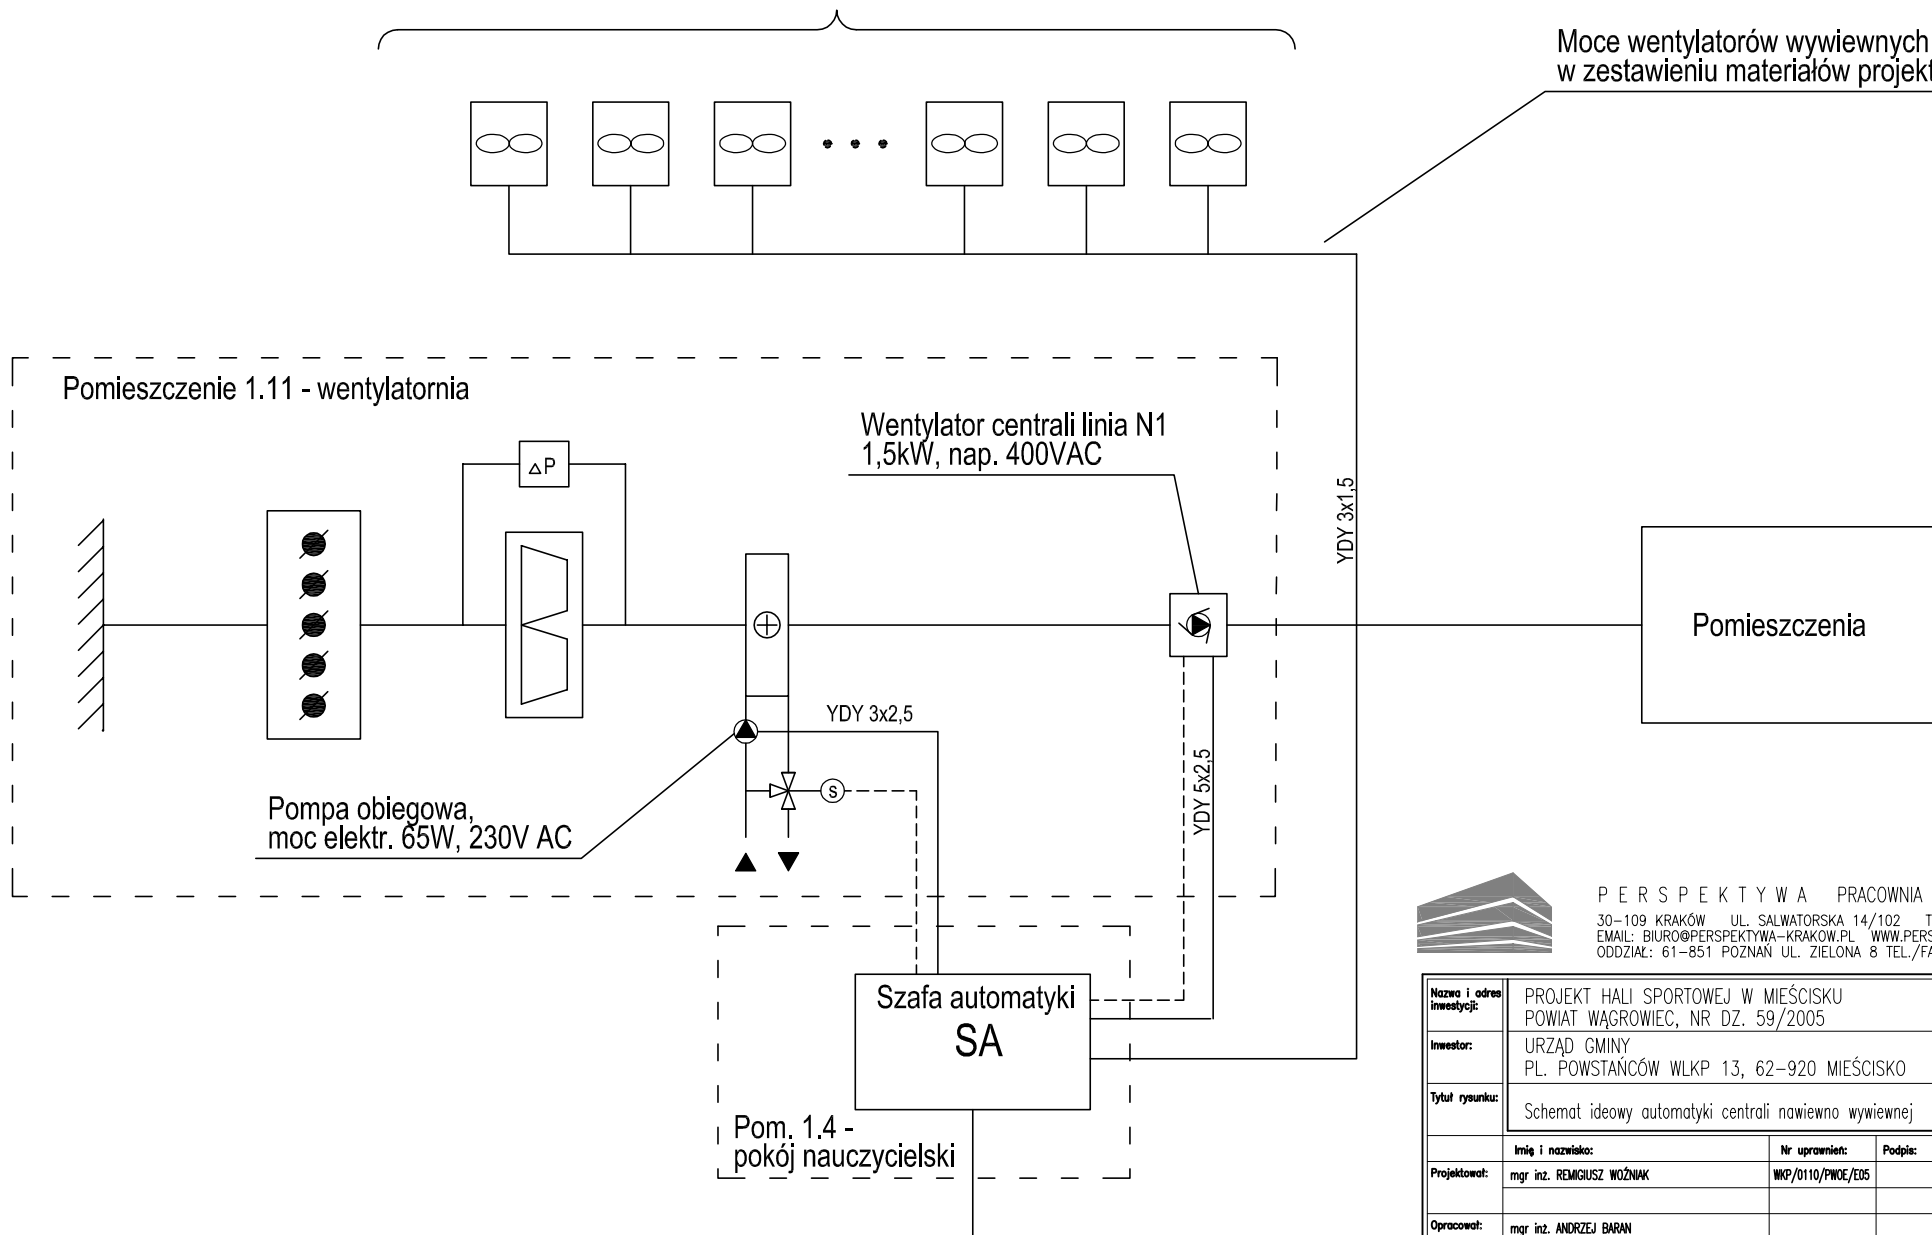 Moce wentylatorów wywiewnych
w zestawieniu materiałów
Pomieszczenie 1.11 - wentylatornia
ΔP
Wentylator centrali linia N1
1,5kW, nap. 400VAC
YDY 3x1,5
Pomieszczenia
YDY 3x2,5
YDY 5x2,5
S
Pompa obiegowa,
moc elektr. 65W, 230V AC
Szafa automatyki
SA
Pom. 1.4 -
pokój nauczycielski
PERSPEKTYWA PRACOWNIA
30-109 KRAKÓW UL. SALWATORSKA 14/102
EMAIL: BIURO@PERSPEKTYWA-KRAKOW.PL
ODDZIAŁ: 61-851 POZNAŃ UL. ZIELONA 8
Nazwa i adres
inwestycji:
PROJEKT HALI SPORTOWEJ W MIEŚCISKU
POWIAT WĄGROWIEC, NR DZ. 59/2005
Inwestor:
URZĄD GMINY
PL. POWSTAŃCÓW WLKP 13, 62-920 MIEŚCISKO
Tytuł rysunku:
Schemat ideowy automatyki centrali nawiewno wywiewnej
Imię i nazwisko:
Nr uprawnień:
Podpis:
Projektował:
mgr inż. REMIGIUSZ WOŹNIAK
WKP/0110/PWOE/E05
Opracował:
mgr inż. ANDRZEJ BARAN